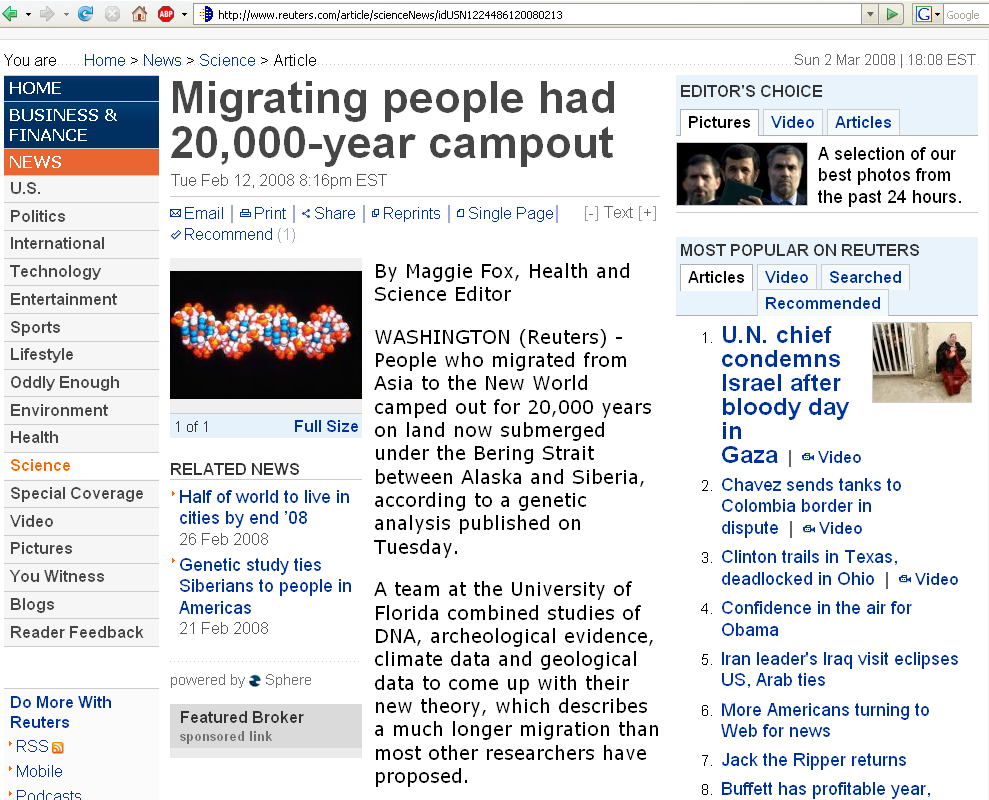 http://www.reuters.com/article/scienceNews/idUSN1224486120080213
ABP
G
Google
You are
Home > News > Science > Article
Sun 2 Mar 2008 | 18:08 EST
HOME
BUSINESS &
FINANCE
NEWS
U.S.
Politics
International
Technology
Entertainment
Sports
Lifestyle
Oddly Enough
Environment
Health
Science
Special Coverage
Video
Pictures
You Witness
Blogs
Reader Feedback
Do More With
Reuters
RSS
Mobile
Podcasts
Migrating people had
20,000-year campout
Tue Feb 12, 2008 8:16pm EST
Email | Print | Share | Reprints | Single Page |
[-] Text [+]
Recommend (1)
1 of 1
Full Size
RELATED NEWS
Half of world to live in
cities by end '08
26 Feb 2008
Genetic study ties
Siberians to people in
Americas
21 Feb 2008
powered by Sphere
Featured Broker
sponsored link
By Maggie Fox, Health and
Science Editor
WASHINGTON (Reuters) -
People who migrated from
Asia to the New World
camped out for 20,000 years
on land now submerged
under the Bering Strait
between Alaska and Siberia,
according to a genetic
analysis published on
Tuesday.
A team at the University of
Florida combined studies of
DNA, archeological evidence,
climate data and geological
data to come up with their
new theory, which describes
a much longer migration than
most other researchers have
proposed.
EDITOR'S CHOICE
Pictures
Video
Articles
A selection of our
best photos from
the past 24 hours.
MOST POPULAR ON REUTERS
Articles
Video
Searched
Recommended
1. U.N. chief
condemns
Israel after
bloody day
in
Gaza | Video
2. Chavez sends tanks to
Colombia border in
dispute | Video
3. Clinton trails in Texas,
deadlocked in Ohio | Video
4. Confidence in the air for
Obama
5. Iran leader's Iraq visit eclipses
US, Arab ties
6. More Americans turning to
Web for news
7. Jack the Ripper returns
8. Buffett has profitable year,